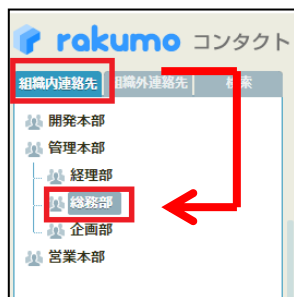 rakumo コンタクト
組織内連絡先 組織外連絡先 検索
開発本部
管理本部
経理部
総務部
企画部
営業本部